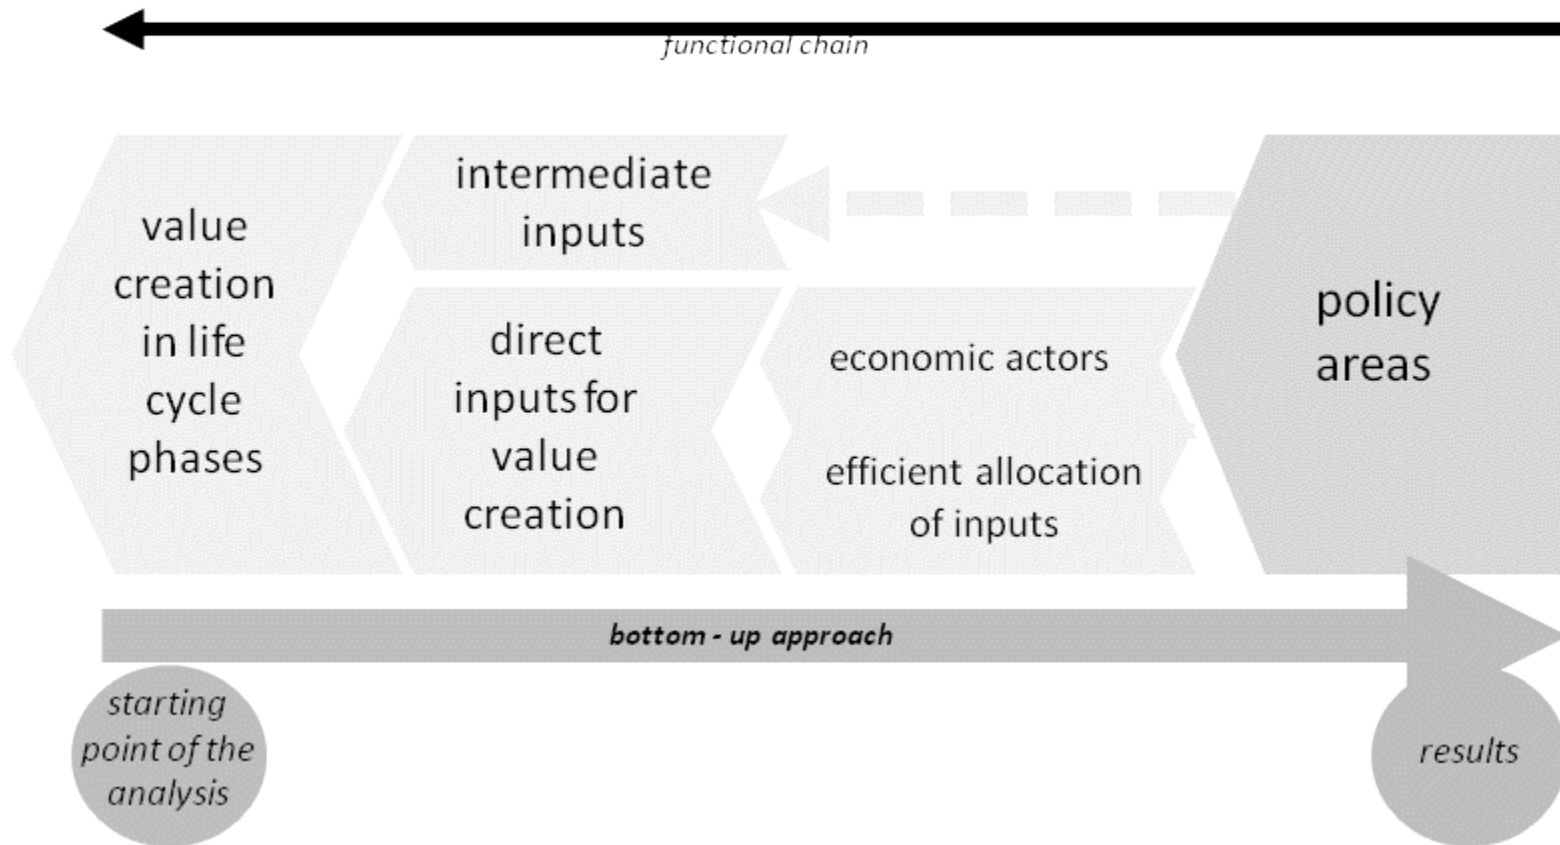 functional chain
value
creation
in life
cycle
phases
intermediate
inputs
direct
inputs for
value
creation
economic actors
efficient allocation
of inputs
policy
areas
bottom - up approach
starting
point of the
analysis
results